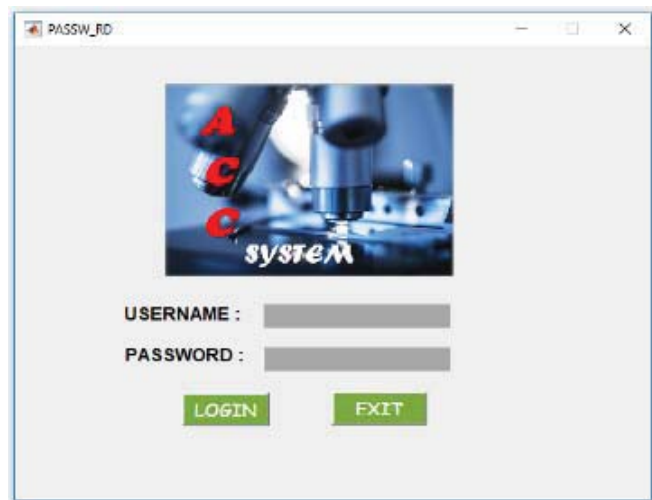 PASSW_RD
A
C
C
SYSTEM
USERNAME :
PASSWORD :
LOGIN EXIT